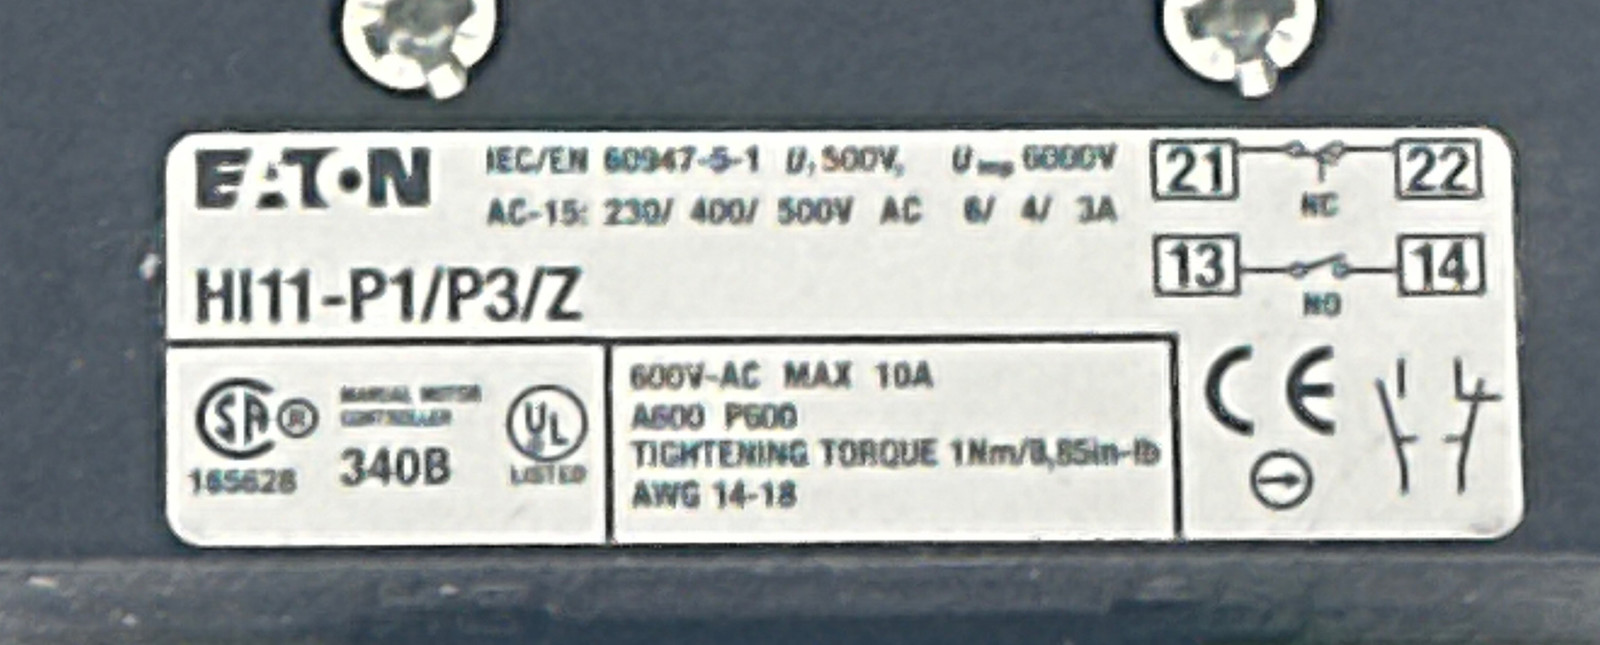 EATON
IEC/EN 60947-5-1 Ui 500V, Uimp 6000V
AC-15: 230/ 400/ 500V AC 6/ 4/ 3A
HI11-P1/P3/Z
21 22
NC
13 14
NO
SA ®
165628
MANUAL MOTOR
CONTROLLER
340B
UL
LISTED
600V-AC MAX 10A
A600 P600
TIGHTENING TORQUE 1Nm/8,85in-lb
AWG 14-18
CE